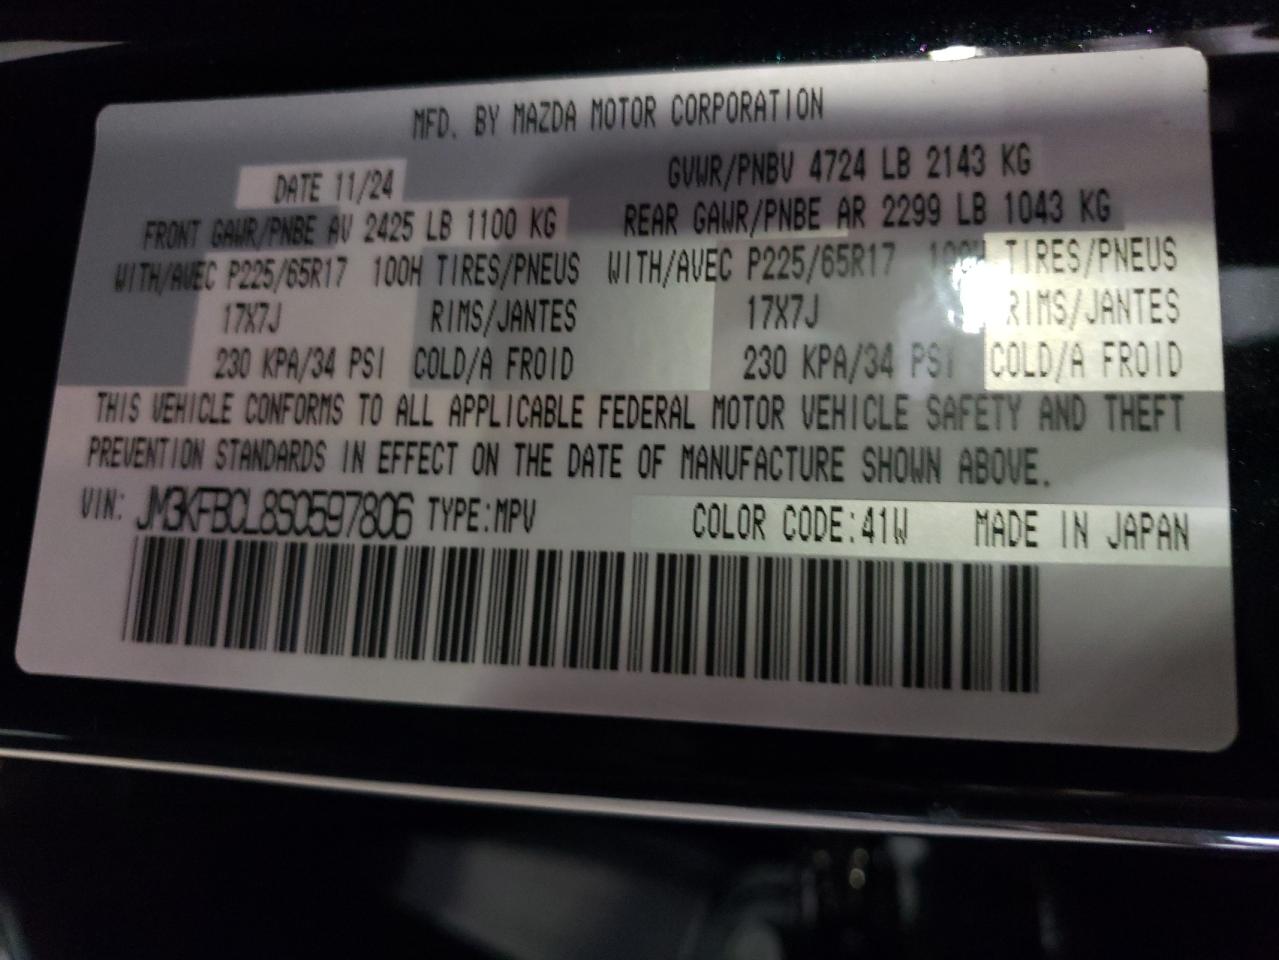 MFD. BY MAZDA MOTOR CORPORATION
DATE 11/24 GVWR/PNBV 4724 LB 2143 KG
FRONT GAWR/PNBE AV 2425 LB 1100 KG REAR GAWR/PNBE AR 2299 LB 1043 KG
WITH/AVEC P225/65R17 100H TIRES/PNEUS WITH/AVEC P225/65R17 100H TIRES/PNEUS
17X7J RIMS/JANTES 17X7J RIMS/JANTES
230 KPA/34 PSI COLD/A FROID 230 KPA/34 PSI COLD/A FROID
THIS VEHICLE CONFORMS TO ALL APPLICABLE FEDERAL MOTOR VEHICLE SAFETY AND THEFT
PREVENTION STANDARDS IN EFFECT ON THE DATE OF MANUFACTURE SHOWN ABOVE.
VIN: JM3KFBCL8S0597806 TYPE:MPV COLOR CODE:41W MADE IN JAPAN